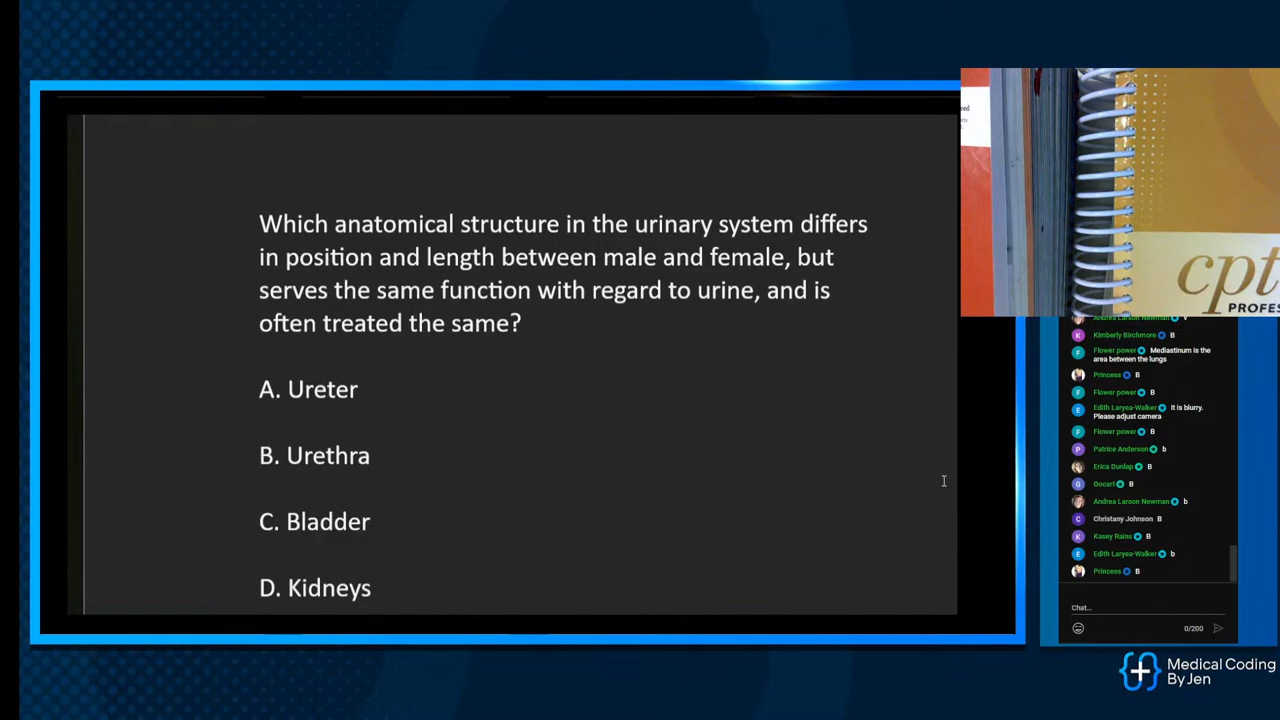 Which anatomical structure in the urinary system differs
in position and length between male and female, but
serves the same function with regard to urine, and is
often treated the same?
A. Ureter
B. Urethra
C. Bladder
D. Kidneys
cpt
Andrea Larson Newman
Kimberly Birchmore B
Flower power Mediastinum is the
area between the lungs
Princess B
Flower power B
Edith Laryea-Walker It is blurry.
Please adjust camera
Flower power B
Patrice Anderson b
Erica Dunlap B
Gocart B
Andrea Larson Newman b
Christany Johnson B
Kasey Rains B
Edith Laryea-Walker b
Princess B
Chat...
0/200
Medical Coding
By Jen